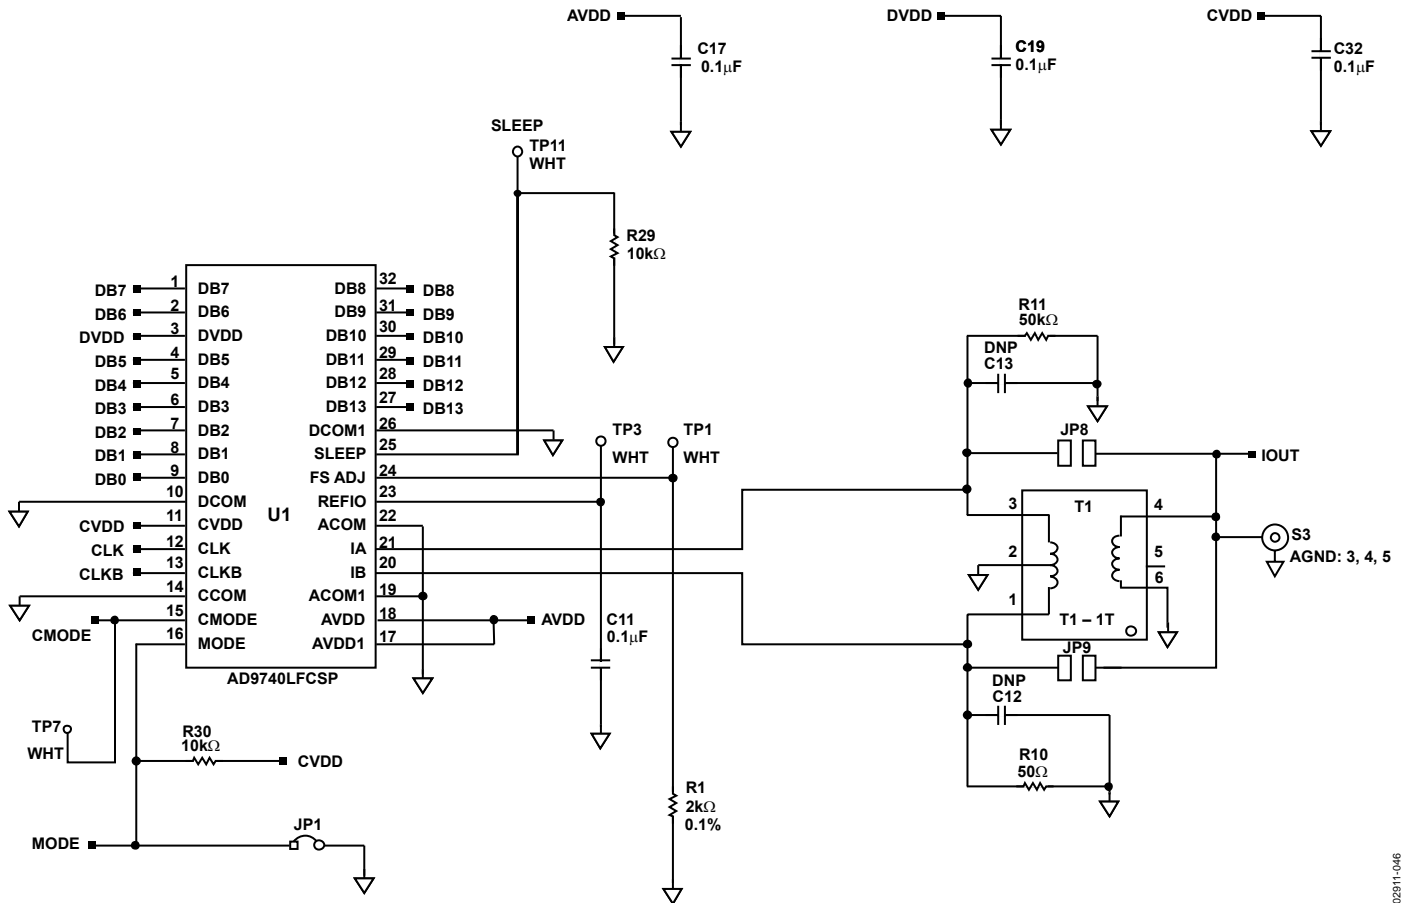 AVDD
C17
0.1μF
DVDD
C19
0.1μF
CVDD
C32
0.1μF
SLEEP
TP11
WHT
R29
10kΩ
DB7 1 DB7
DB6 2 DB6
DVDD 3 DVDD
DB5 4 DB5
DB4 5 DB4
DB3 6 DB3
DB2 7 DB2
DB1 8 DB1
DB0 9 DB0
10 DCOM
CVDD 11 CVDD
CLK 12 CLK
CLKB 13 CLKB
14 CCOM
CMODE 15 CMODE
16 MODE
U1
DB8 32 DB8
DB9 31 DB9
DB10 30 DB10
DB11 29 DB11
DB12 28 DB12
DB13 27 DB13
DCOM1 26
SLEEP 25
FS ADJ 24
REFIO 23
ACOM 22
IA 21
IB 20
ACOM1 19
AVDD 18 AVDD
AVDD1 17
AD9740LFCSP
TP3
WHT
TP1
WHT
C11
0.1μF
R1
2kΩ
0.1%
TP7
WHT
R30
10kΩ
CVDD
MODE
JP1
R11
50kΩ
DNP
C13
JP8
IOUT
3 T1 4
2 5
6
1
T1 – 1T
S3
AGND: 3, 4, 5
JP9
DNP
C12
R10
50Ω
02911-046